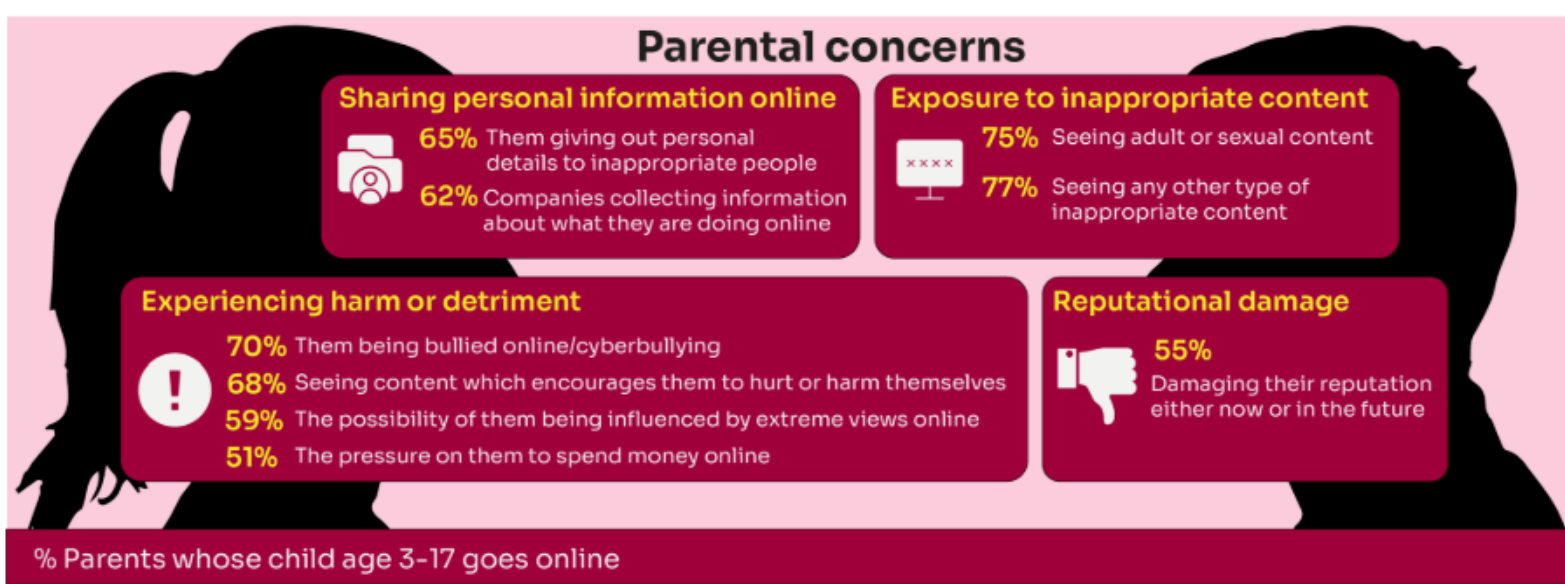 Parental concerns
Sharing personal information online
65% Them giving out personal
details to inappropriate people
62% Companies collecting information
about what they are doing online
Exposure to inappropriate content
xxxx
75% Seeing adult or sexual content
77% Seeing any other type of
inappropriate content
Experiencing harm or detriment
!
70% Them being bullied online/cyberbullying
68% Seeing content which encourages them to hurt or harm themselves
59% The possibility of them being influenced by extreme views online
51% The pressure on them to spend money online
Reputational damage
55%
Damaging their reputation
either now or in the future
% Parents whose child age 3-17 goes online